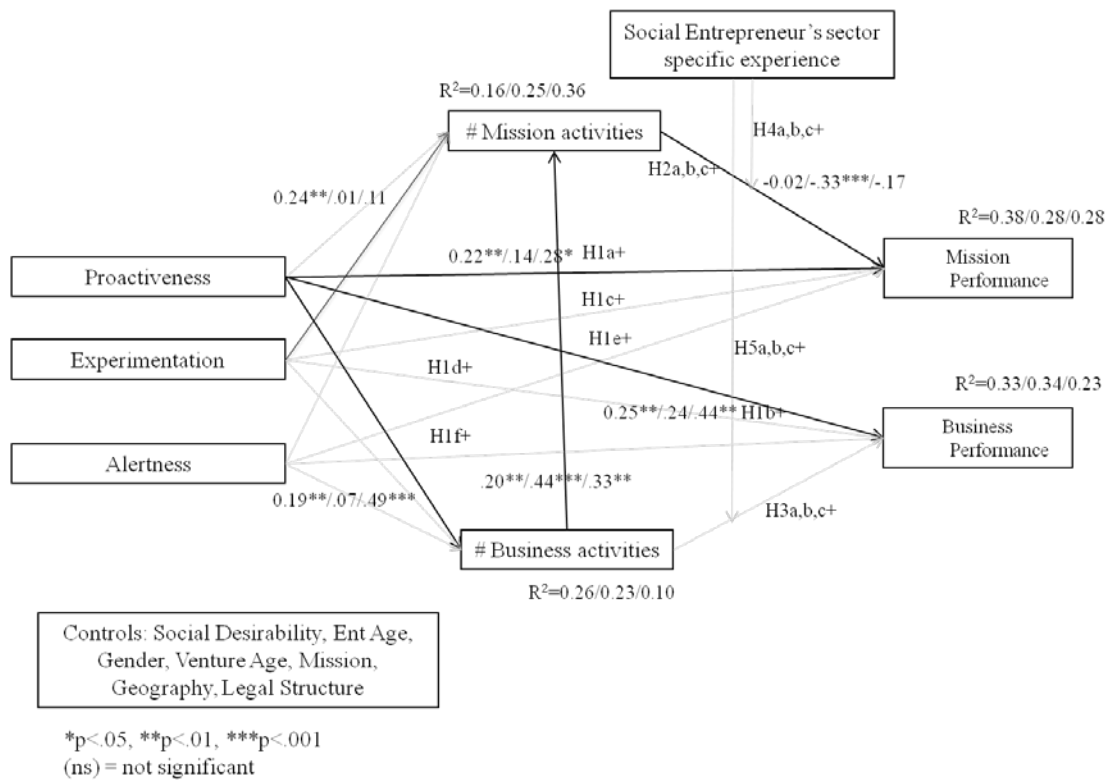 Social Entrepreneur's sector
specific experience
R²=0.16/0.25/0.36
# Mission activities
H4a,b,c+
H2a,b,c+
-0.02/-.33***/-.17
0.24**/.01/.11
R²=0.38/0.28/0.28
Mission
Performance
0.22**/.14/.28*
H1a+
Proactiveness
H1c+
H1e+
Experimentation
H1d+
H5a,b,c+
R²=0.33/0.34/0.23
0.25**/.24/.44**
H1b+
Business
Performance
H1f+
Alertness
.20**/.44***/.33**
0.19**/.07/.49***
H3a,b,c+
# Business activities
R²=0.26/0.23/0.10
Controls: Social Desirability, Ent Age,
Gender, Venture Age, Mission,
Geography, Legal Structure
*p<.05, **p<.01, ***p<.001
(ns) = not significant